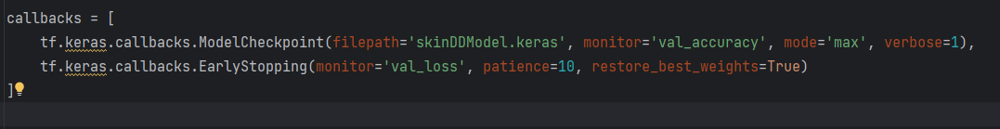 callbacks = [
    tf.keras.callbacks.ModelCheckpoint(filepath='skinDDModel.keras', monitor='val_accuracy', mode='max', verbose=1),
    tf.keras.callbacks.EarlyStopping(monitor='val_loss', patience=10, restore_best_weights=True)
]